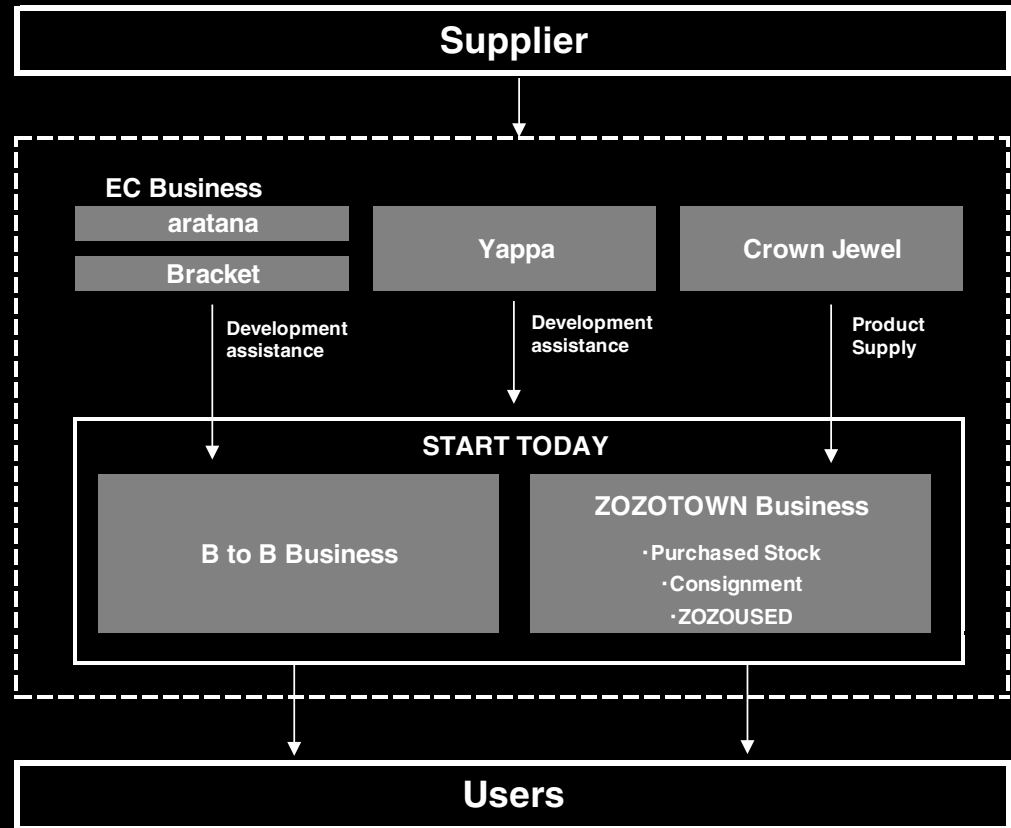 Supplier
EC Business
aratana
Bracket
Yappa
Crown Jewel
Development
assistance
Development
assistance
Product
Supply
START TODAY
B to B Business
ZOZOTOWN Business
・Purchased Stock
・Consignment
・ZOZOUSED
Users